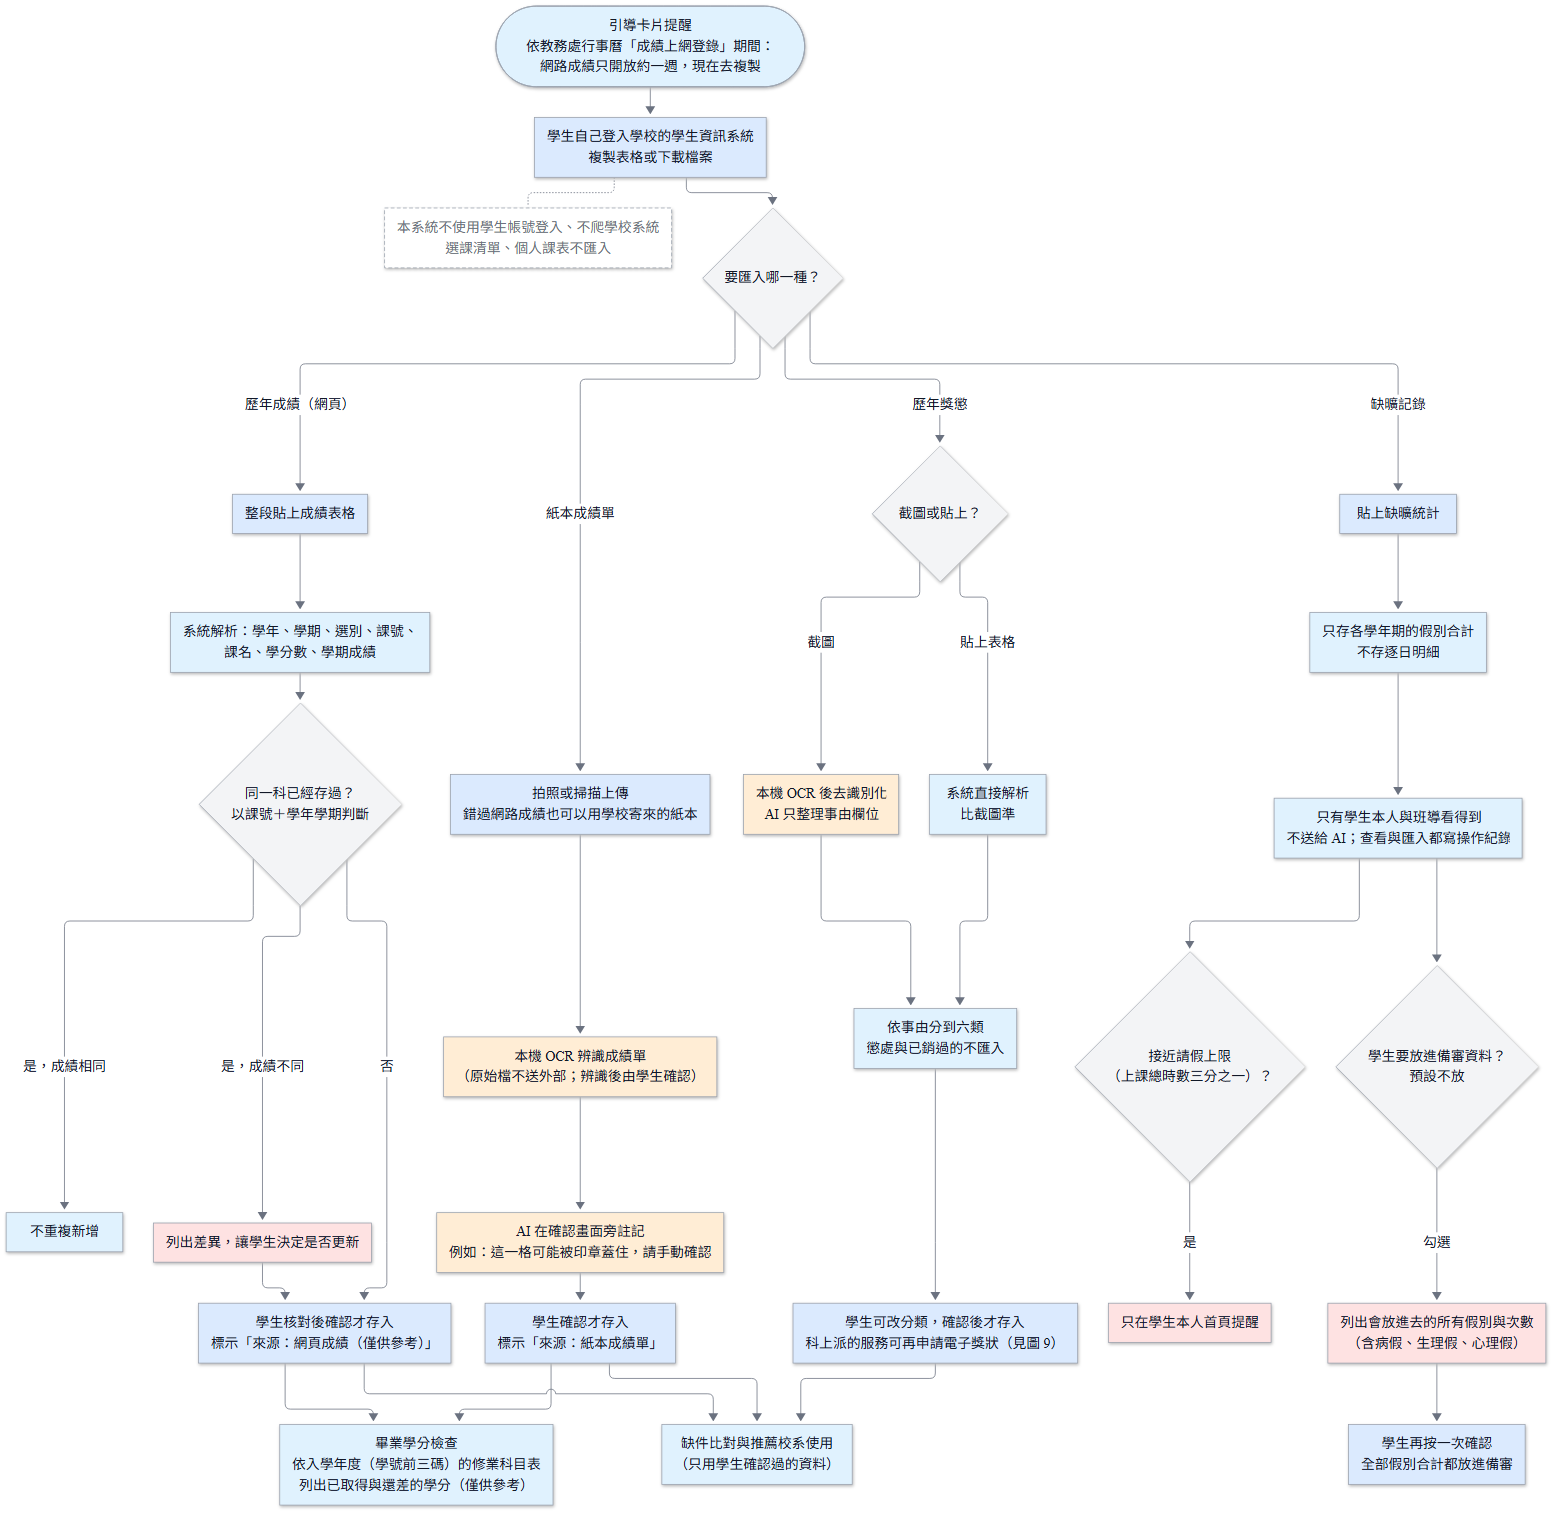 引導卡片提醒
依教務處行事曆「成績上網登錄」期間：
網路成績只開放約一週，現在去複製
學生自己登入學校的學生資訊系統
複製表格或下載檔案
本系統不使用學生帳號登入、不爬學校系統
選課清單、個人課表不匯入
要匯入哪一種？
歷年成績（網頁）
紙本成績單
歷年獎懲
缺曠記錄
整段貼上成績表格
截圖或貼上？
貼上缺曠統計
系統解析：學年、學期、選別、課號、
課名、學分數、學期成績
截圖
貼上表格
只存各學年期的假別合計
不存逐日明細
同一科已經存過？
以課號＋學年學期判斷
拍照或掃描上傳
錯過網路成績也可以用學校寄來的紙本
本機 OCR 後去識別化
AI 只整理事由欄位
系統直接解析
比截圖準
只有學生本人與班導看得到
不送給 AI；查看與匯入都寫操作紀錄
是，成績相同
是，成績不同
否
本機 OCR 辨識成績單
（原始檔不送外部；辨識後由學生確認）
依事由分到六類
懲處與已銷過的不匯入
接近請假上限
（上課總時數三分之一）？
學生要放進備審資料？
預設不放
不重複新增
列出差異，讓學生決定是否更新
AI 在確認畫面旁註記
例如：這一格可能被印章蓋住，請手動確認
是
勾選
學生核對後確認才存入
標示「來源：網頁成績（僅供參考）」
學生確認才存入
標示「來源：紙本成績單」
學生可改分類，確認後才存入
科上派的服務可再申請電子獎狀（見圖 9）
只在學生本人首頁提醒
列出會放進去的所有假別與次數
（含病假、生理假、心理假）
畢業學分檢查
依入學年度（學號前三碼）的修業科目表
列出已取得與還差的學分（僅供參考）
缺件比對與推薦校系使用
（只用學生確認過的資料）
學生再按一次確認
全部假別合計都放進備審